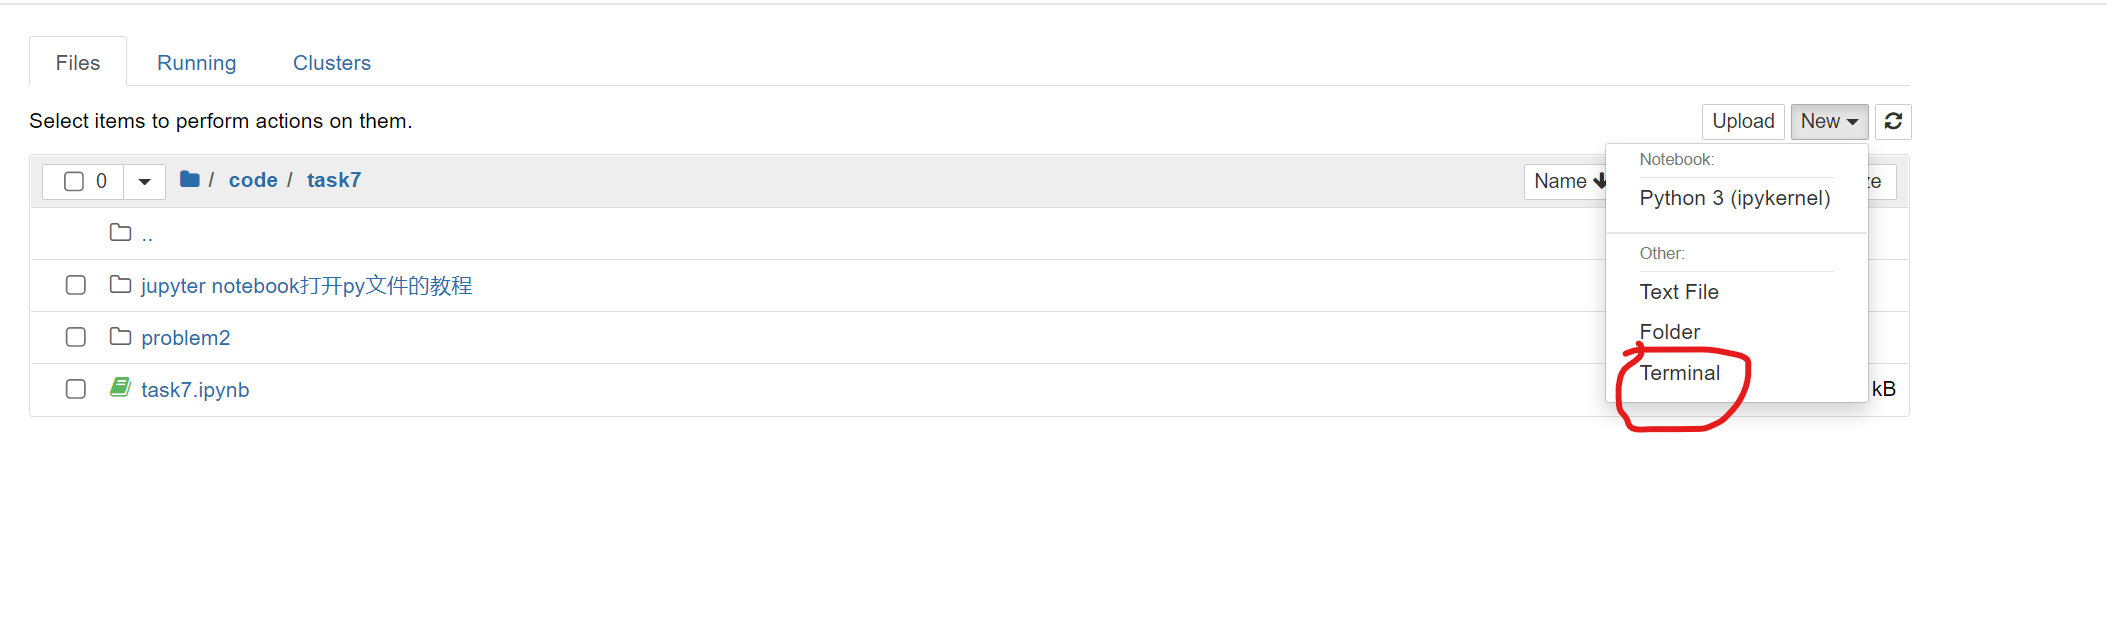 Files Running Clusters
Select items to perform actions on them.
Upload New
Notebook:
Python 3 (ipykernel)
Other:
Text File
Folder
Terminal
0 / code / task7
Name ze
..
jupyter notebook打开py文件的教程
problem2
task7.ipynb
kB